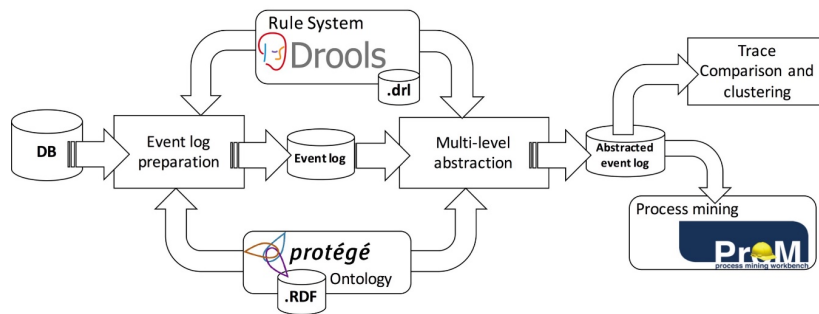 Rule System
Drools
.drl
Trace
Comparison and
clustering
DB
Event log
preparation
Event log
Multi-level
abstraction
Abstracted
event log
Process mining
ProM
process mining workbench
protégé
Ontology
.RDF